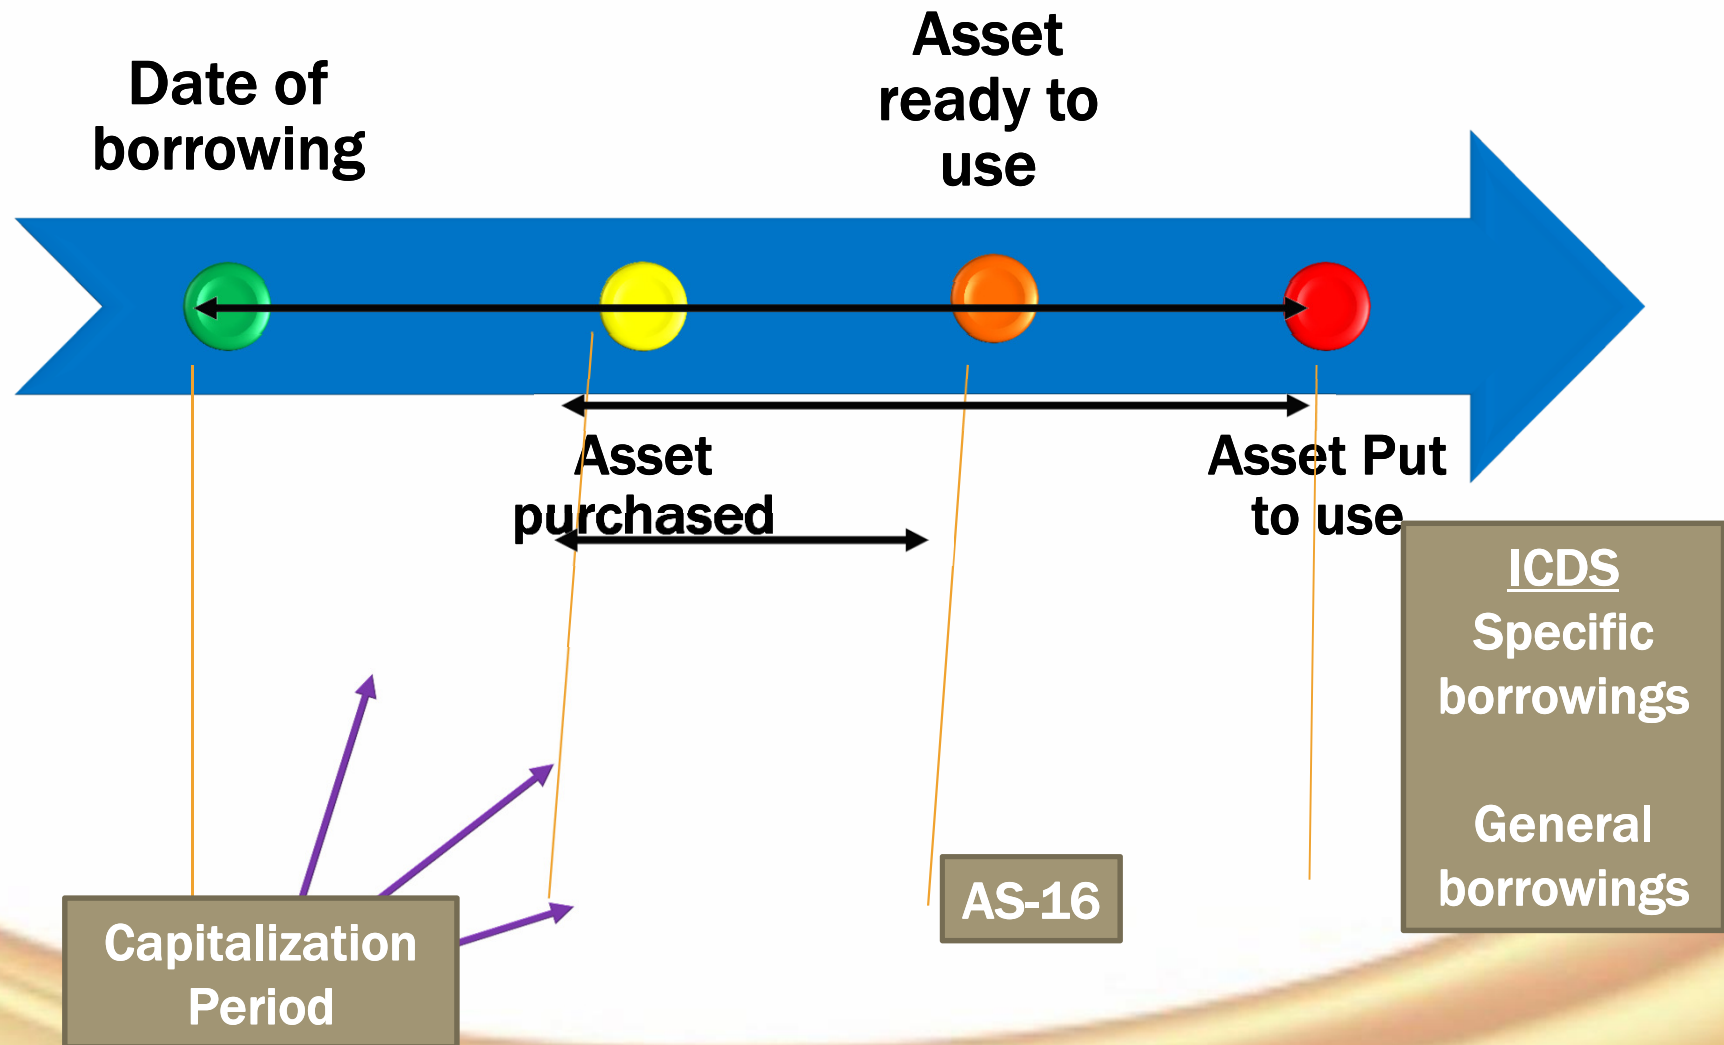 Date of
borrowing
Asset
ready to
use
Asset
purchased
Asset Put
to use
ICDS
Specific
borrowings
General
borrowings
AS-16
Capitalization
Period